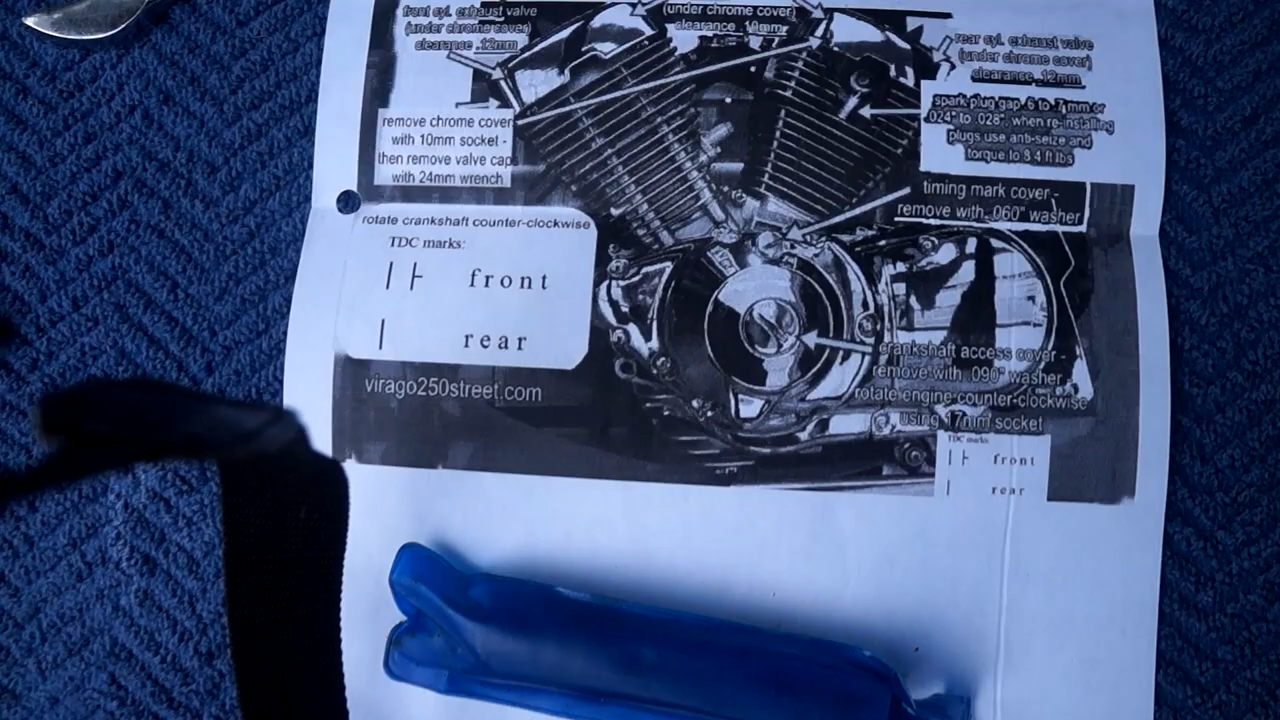 front cyl. exhaust valve
(under chrome cover)
clearance .12mm
(under chrome cover)
clearance .10mm
rear cyl. exhaust valve
(under chrome cover)
clearance .12mm
remove chrome cover
with 10mm socket -
then remove valve caps
with 24mm wrench
spark plug gap .6 to .7 mm or
.024" to .028", when re-installing
plugs use anti-seize and
torque to 8.4 ft lbs
timing mark cover -
remove with .060" washer
rotate crankshaft counter-clockwise
TDC marks:
front
rear
virago250street.com
crankshaft access cover -
remove with .090" washer -
rotate engine counter-clockwise
using 17mm socket
TDC marks
front
rear